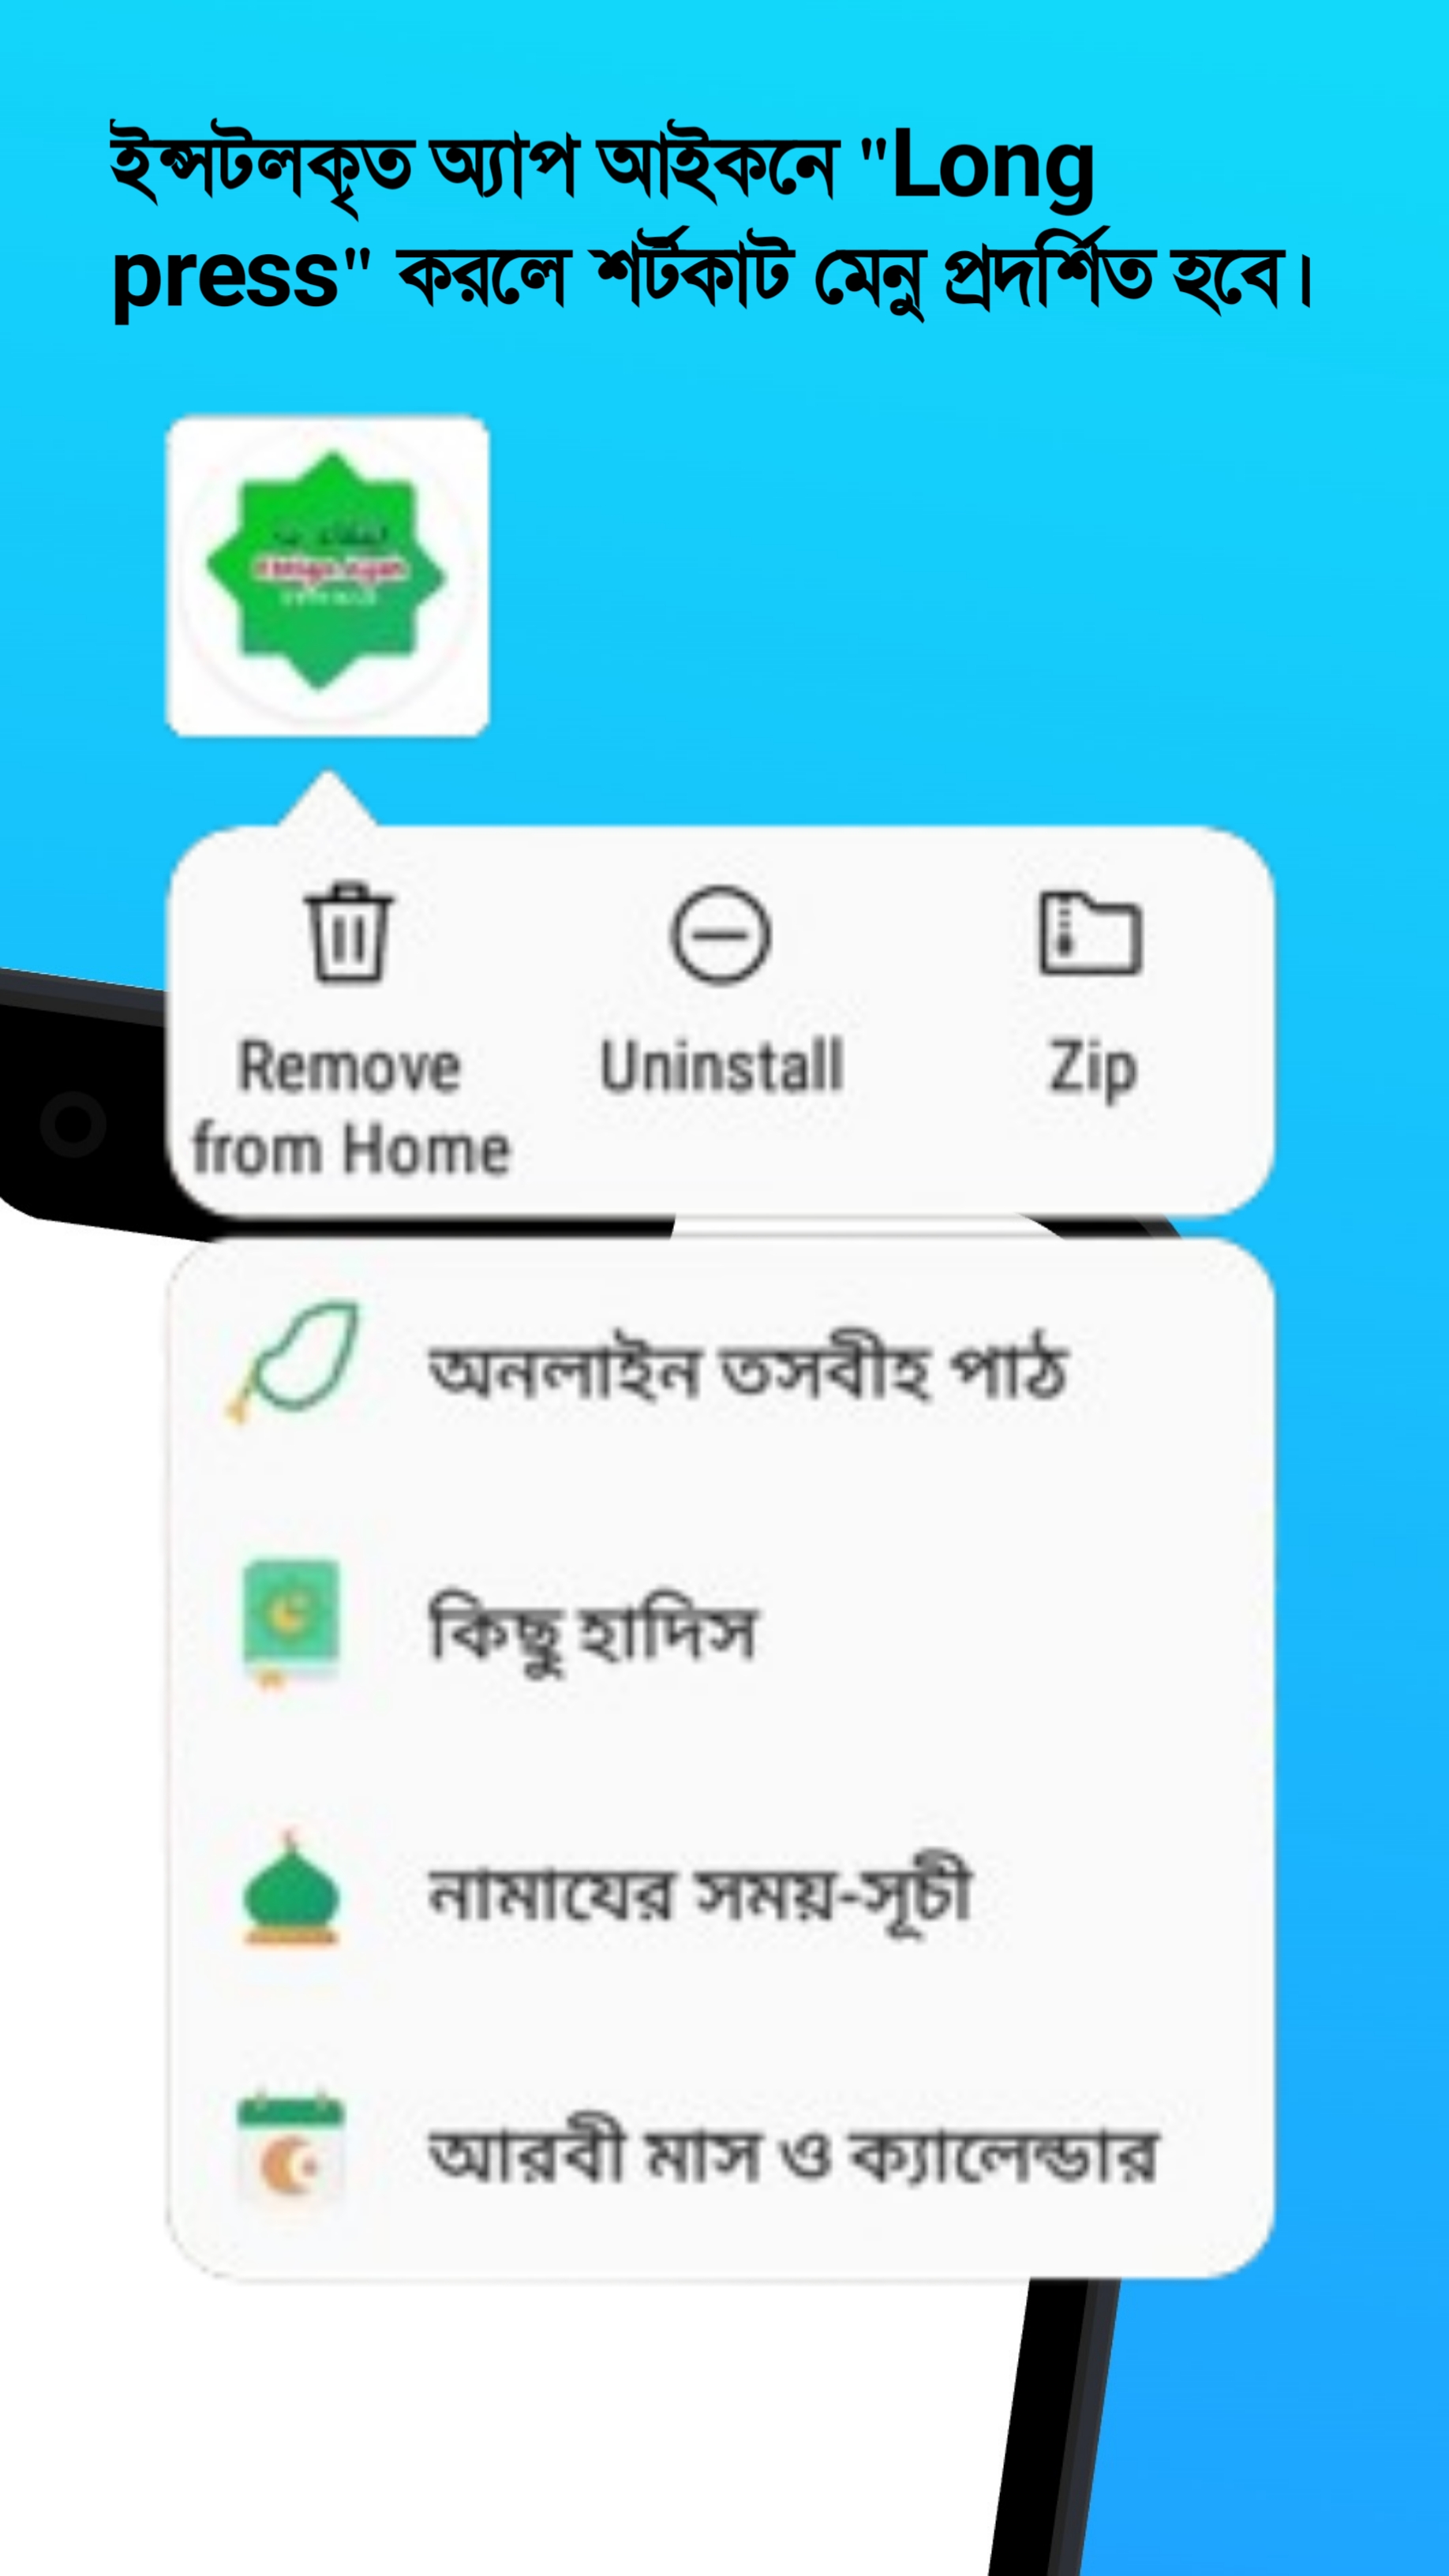 ইন্সটলকৃত অ্যাপ আইকনে "Long
press" করলে শর্টকাট মেনু প্রদর্শিত হবে।
Remove
from Home
Uninstall
Zip
অনলাইন তসবীহ পাঠ
কিছু হাদিস
নামাযের সময়-সূচী
আরবী মাস ও ক্যালেন্ডার